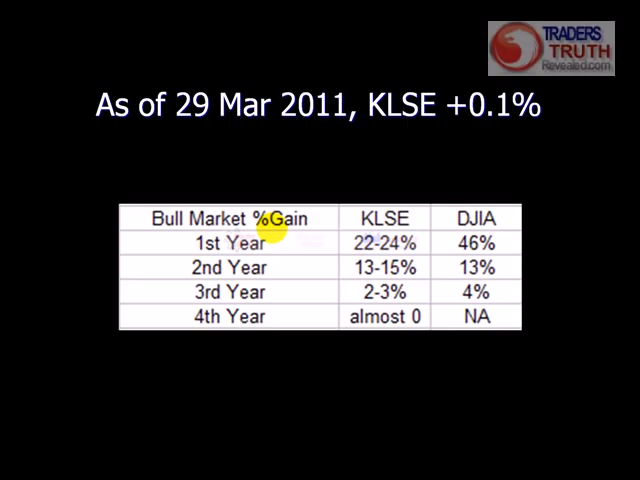 TRADERS
TRUTH
Revealed.com
As of 29 Mar 2011, KLSE +0.1%
Bull Market %Gain KLSE DJIA
1st Year 22-24% 46%
2nd Year 13-15% 13%
3rd Year 2-3% 4%
4th Year almost 0 NA